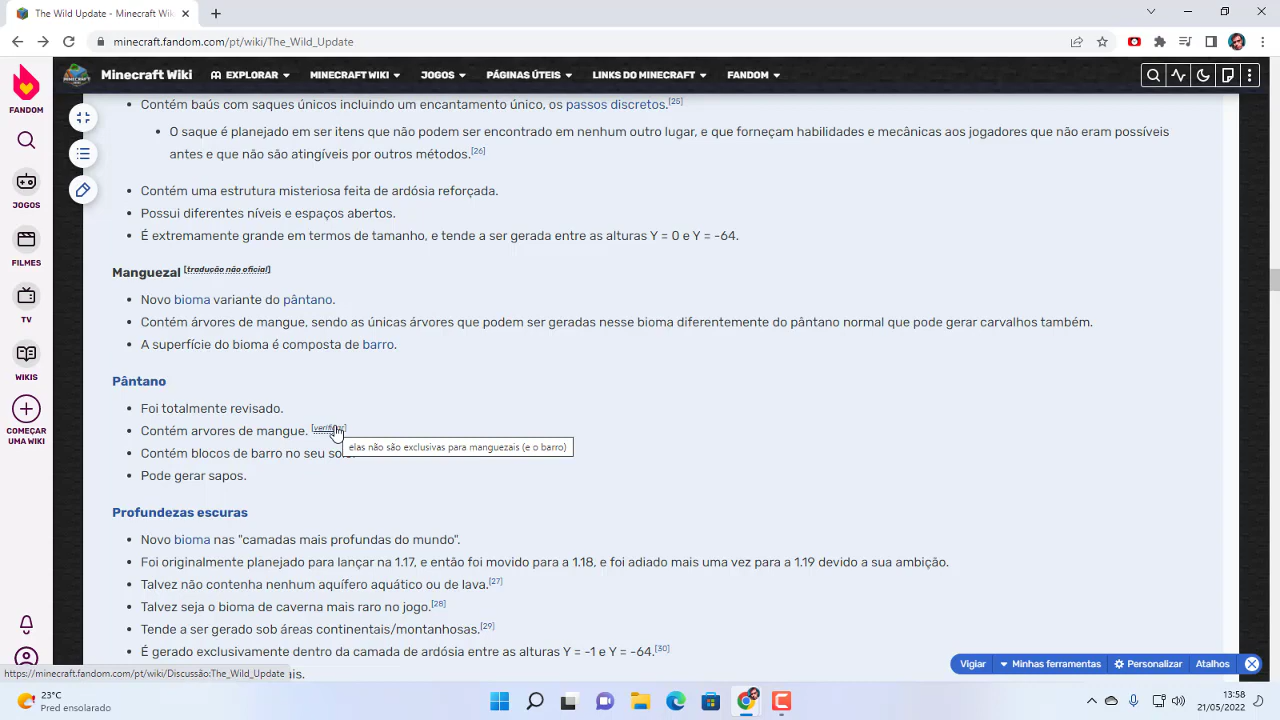 The Wild Update - Minecraft Wiki
minecraft.fandom.com/pt/wiki/The_Wild_Update
FANDOM
Minecraft Wiki
EXPLORAR
MINECRAFT WIKI
JOGOS
PÁGINAS ÚTEIS
LINKS DO MINECRAFT
FANDOM
JOGOS
FILMES
TV
WIKIS
COMEÇAR
UMA WIKI
Contém baús com saques únicos incluindo um encantamento único, os passos discretos.[25]
O saque é planejado em ser itens que não podem ser encontrado em nenhum outro lugar, e que forneçam habilidades e mecânicas aos jogadores que não eram possíveis
antes e que não são atingíveis por outros métodos.[26]
Contém uma estrutura misteriosa feita de ardósia reforçada.
Possui diferentes níveis e espaços abertos.
É extremamente grande em termos de tamanho, e tende a ser gerada entre as alturas Y = 0 e Y = -64.
Manguezal [tradução não oficial]
Novo bioma variante do pântano.
Contém árvores de mangue, sendo as únicas árvores que podem ser geradas nesse bioma diferentemente do pântano normal que pode gerar carvalhos também.
A superfície do bioma é composta de barro.
Pântano
Foi totalmente revisado.
Contém arvores de mangue.
elas não são exclusivas para manguezais (e o barro)
Contém blocos de barro no seu
Pode gerar sapos.
Profundezas escuras
Novo bioma nas "camadas mais profundas do mundo".
Foi originalmente planejado para lançar na 1.17, e então foi movido para a 1.18, e foi adiado mais uma vez para a 1.19 devido a sua ambição.
Talvez não contenha nenhum aquífero aquático ou de lava.[27]
Talvez seja o bioma de caverna mais raro no jogo.[28]
Tende a ser gerado sob áreas continentais/montanhosas.[29]
É gerado exclusivamente dentro da camada de ardósia entre as alturas Y = -1 e Y = -64.[30]
https://minecraft.fandom.com/pt/wiki/Discussão:The_Wild_Update
Vigiar
Minhas ferramentas
Personalizar
Atalhos
23°C
Pred ensolarado
13:58
21/05/2022